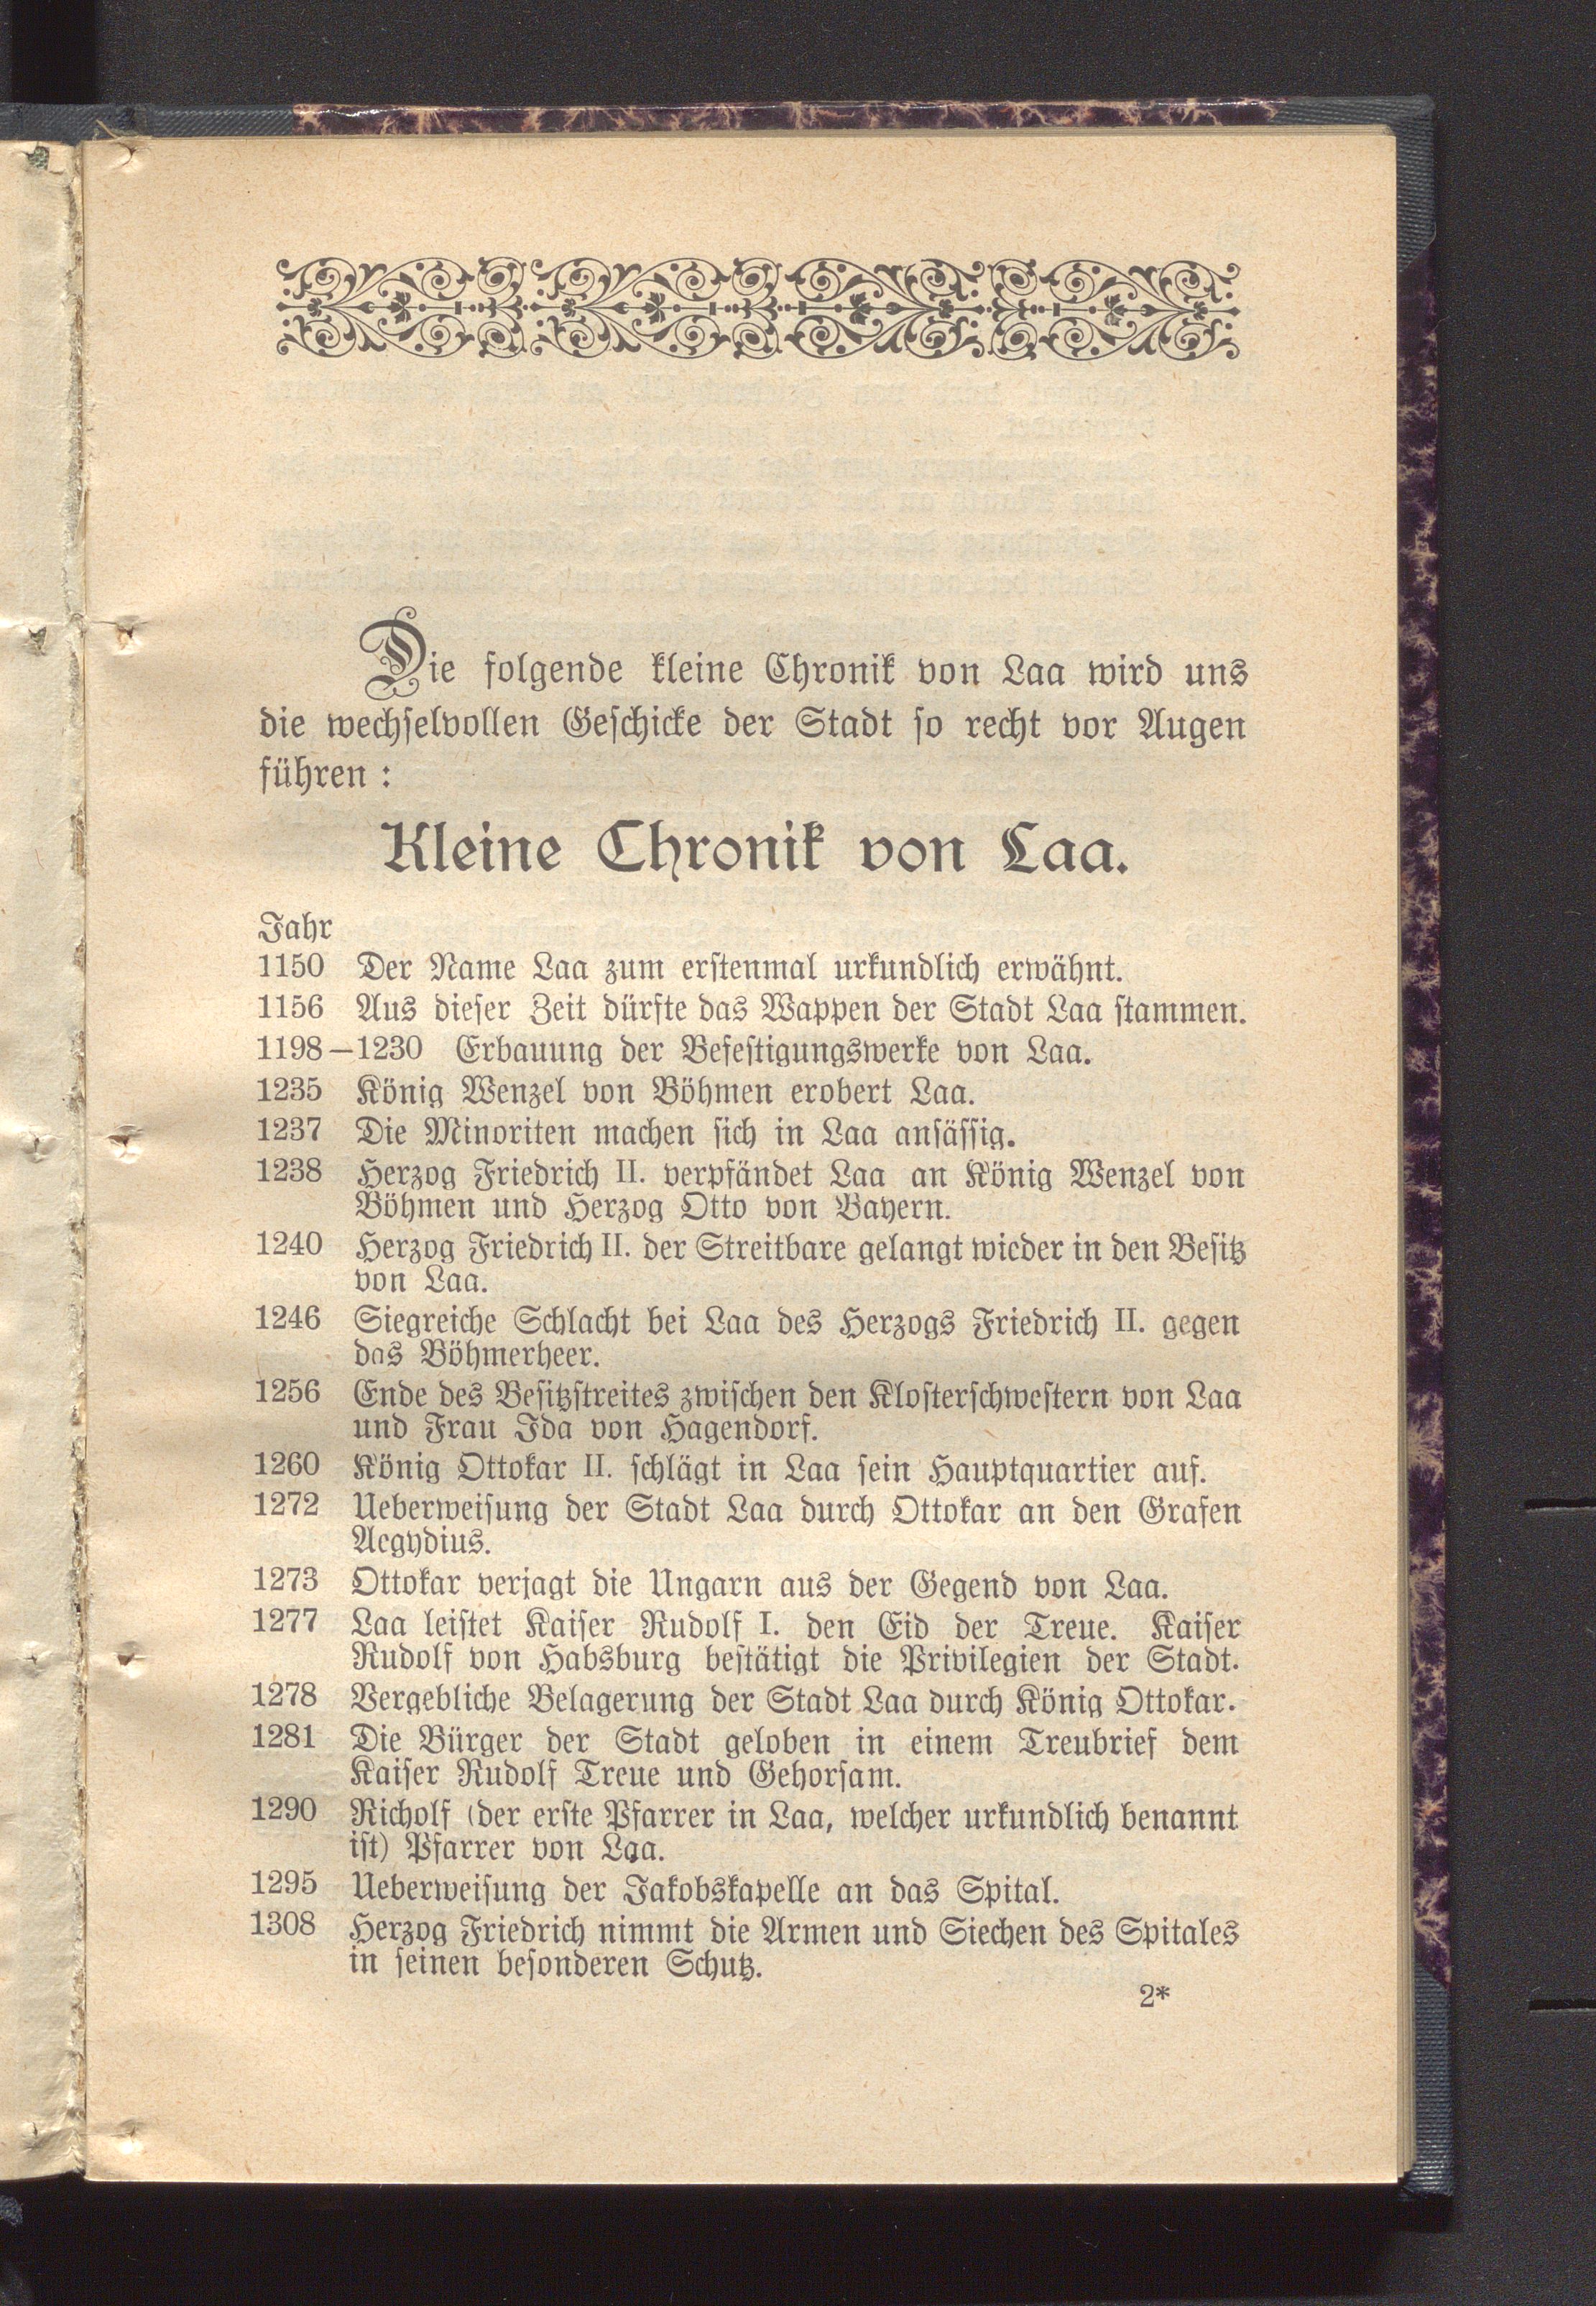 Die folgende kleine Chronik von Laa wird uns
die wechselvollen Geschicke der Stadt so recht vor Augen
führen :
Kleine Chronik von Laa.
Jahr
1150 Der Name Laa zum erstenmal urkundlich erwähnt.
1156 Aus dieser Zeit dürfte das Wappen der Stadt Laa stammen.
1198–1230 Erbauung der Befestigungswerke von Laa.
1235 König Wenzel von Böhmen erobert Laa.
1237 Die Minoriten machen sich in Laa ansässig.
1238 Herzog Friedrich II. verpfändet Laa an König Wenzel von
Böhmen und Herzog Otto von Bayern.
1240 Herzog Friedrich II. der Streitbare gelangt wieder in den Besitz
von Laa.
1246 Siegreiche Schlacht bei Laa des Herzogs Friedrich II. gegen
das Böhmerheer.
1256 Ende des Besitzstreites zwischen den Klosterschwestern von Laa
und Frau Ida von Hagendorf.
1260 König Ottokar II. schlägt in Laa sein Hauptquartier auf.
1272 Ueberweisung der Stadt Laa durch Ottokar an den Grafen
Aegydius.
1273 Ottokar verjagt die Ungarn aus der Gegend von Laa.
1277 Laa leistet Kaiser Rudolf I. den Eid der Treue. Kaiser
Rudolf von Habsburg bestätigt die Privilegien der Stadt.
1278 Vergebliche Belagerung der Stadt Laa durch König Ottokar.
1281 Die Bürger der Stadt geloben in einem Treubrief dem
Kaiser Rudolf Treue und Gehorsam.
1290 Richolf (der erste Pfarrer in Laa, welcher urkundlich benannt
ist) Pfarrer von Laa.
1295 Ueberweisung der Jakobskapelle an das Spital.
1308 Herzog Friedrich nimmt die Armen und Siechen des Spitales
in seinen besonderen Schutz.
2*